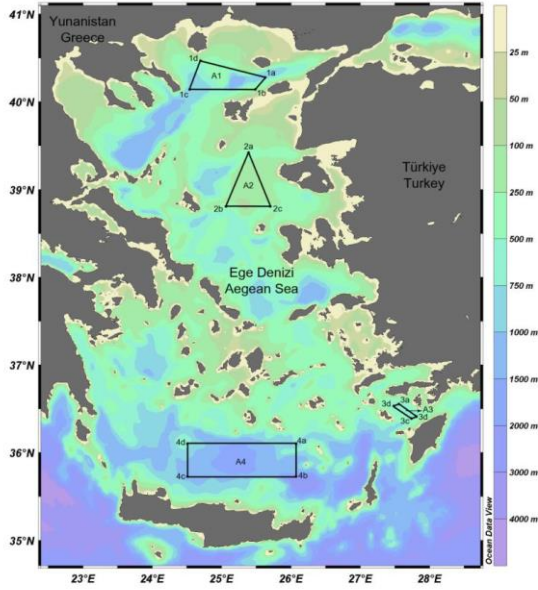 41°N
40°N
39°N
38°N
37°N
36°N
35°N
Yunanistan
Greece
1d
A1
1a
1c
1b
2a
A2
2b
2c
Türkiye
Turkey
Ege Denizi
Aegean Sea
3d
3a
A3
3c
3d
4d
4a
A4
4c
4b
23°E
24°E
25°E
26°E
27°E
28°E
25 m
50 m
100 m
250 m
500 m
750 m
1000 m
1500 m
2000 m
3000 m
4000 m
Ocean Data View